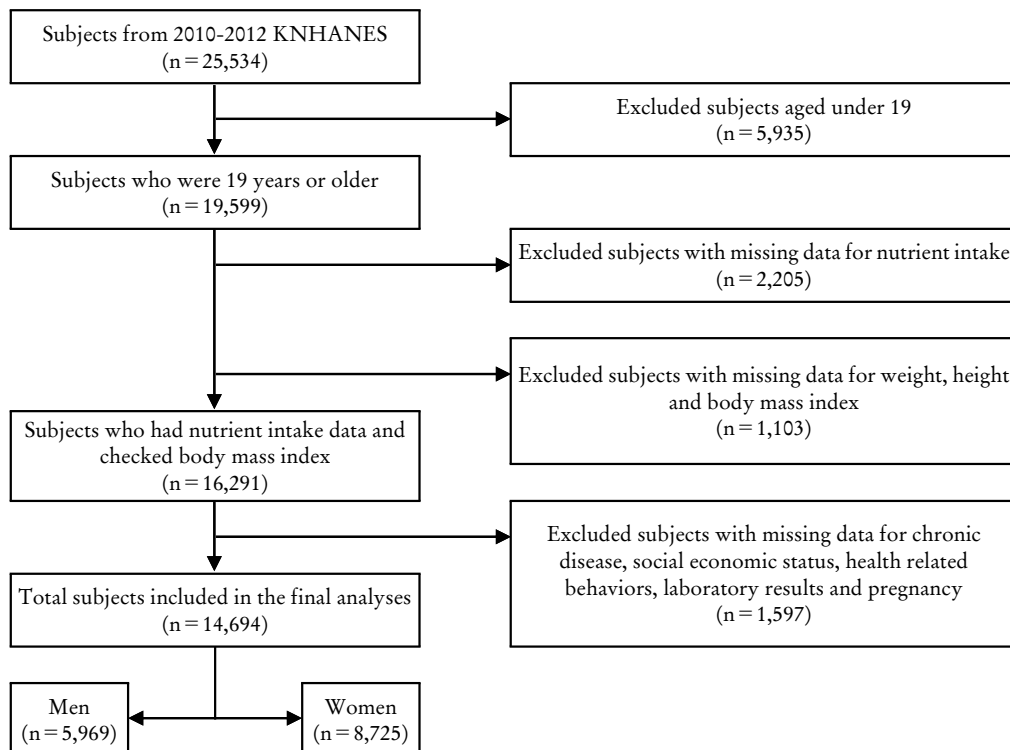 Subjects from 2010-2012 KNHANES
(n = 25,534)
Excluded subjects aged under 19
(n = 5,935)
Subjects who were 19 years or older
(n = 19,599)
Excluded subjects with missing data for nutrient intake
(n = 2,205)
Excluded subjects with missing data for weight, height
and body mass index
(n = 1,103)
Subjects who had nutrient intake data and
checked body mass index
(n = 16,291)
Excluded subjects with missing data for chronic
disease, social economic status, health related
behaviors, laboratory results and pregnancy
(n = 1,597)
Total subjects included in the final analyses
(n = 14,694)
Men
(n = 5,969)
Women
(n = 8,725)